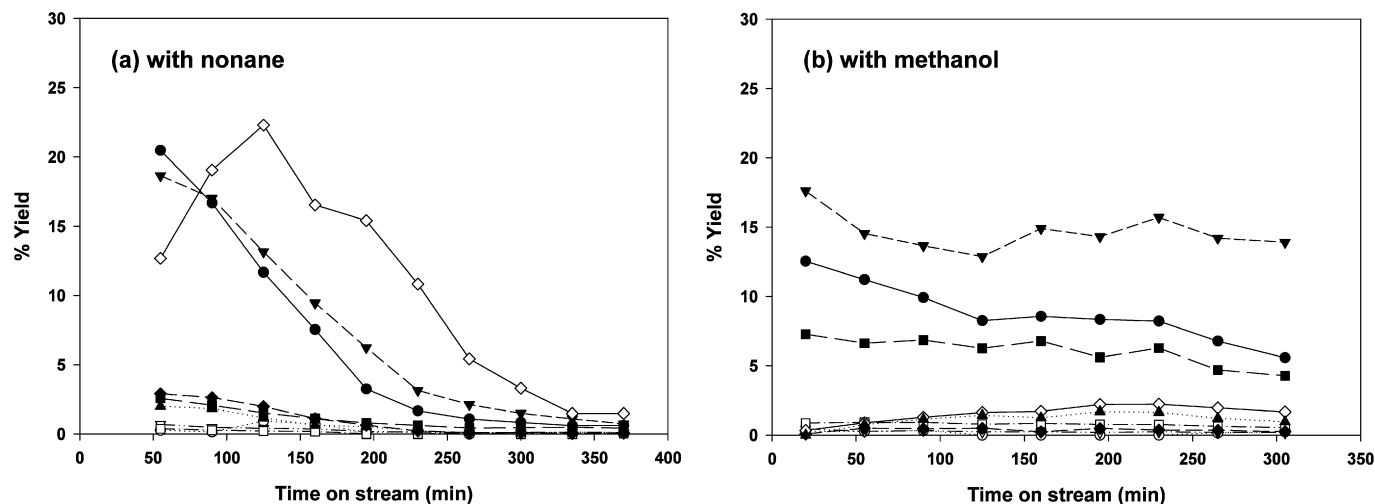 (a) with nonane
% Yield
30
25
20
15
10
5
0
0 50 100 150 200 250 300 350 400
Time on stream (min)
(b) with methanol
% Yield
30
25
20
15
10
5
0
0 50 100 150 200 250 300 350
Time on stream (min)